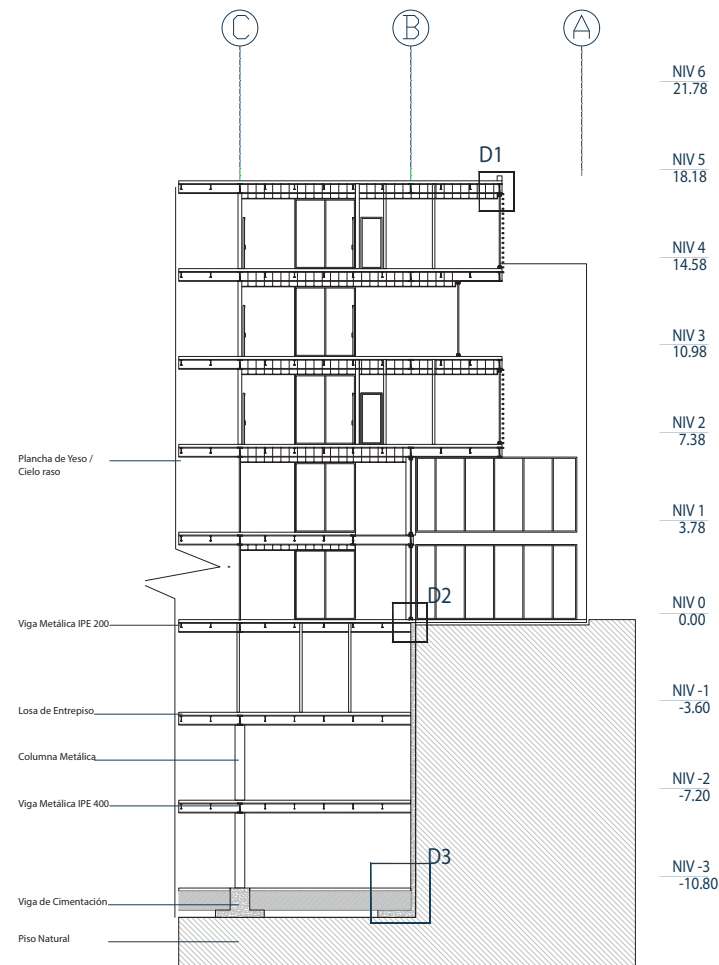 C
B
A
NIV 6
21.78
D1
NIV 5
18.18
NIV 4
14.58
NIV 3
10.98
NIV 2
7.38
Plancha de Yeso /
Cielo raso
NIV 1
3.78
D2
NIV 0
0.00
Viga Metálica IPE 200
NIV -1
-3.60
Losa de Entrepiso
Columna Metálica
NIV -2
-7.20
Viga Metálica IPE 400
D3
NIV -3
-10.80
Viga de Cimentación
Piso Natural